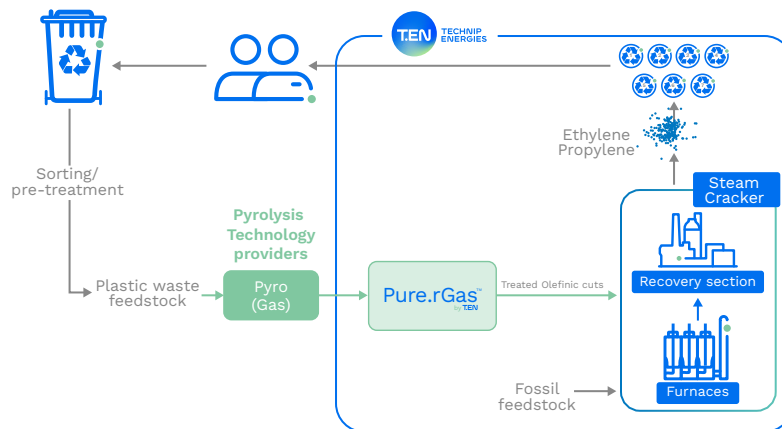 T.EN TECHNIP
ENERGIES
Ethylene
Propylene
Sorting/
pre-treatment
Steam
Cracker
Pyrolysis
Technology
providers
Recovery section
Plastic waste
feedstock
Pyro
(Gas)
Pure.rGas™
by T.EN
Treated Olefinic cuts
Furnaces
Fossil
feedstock